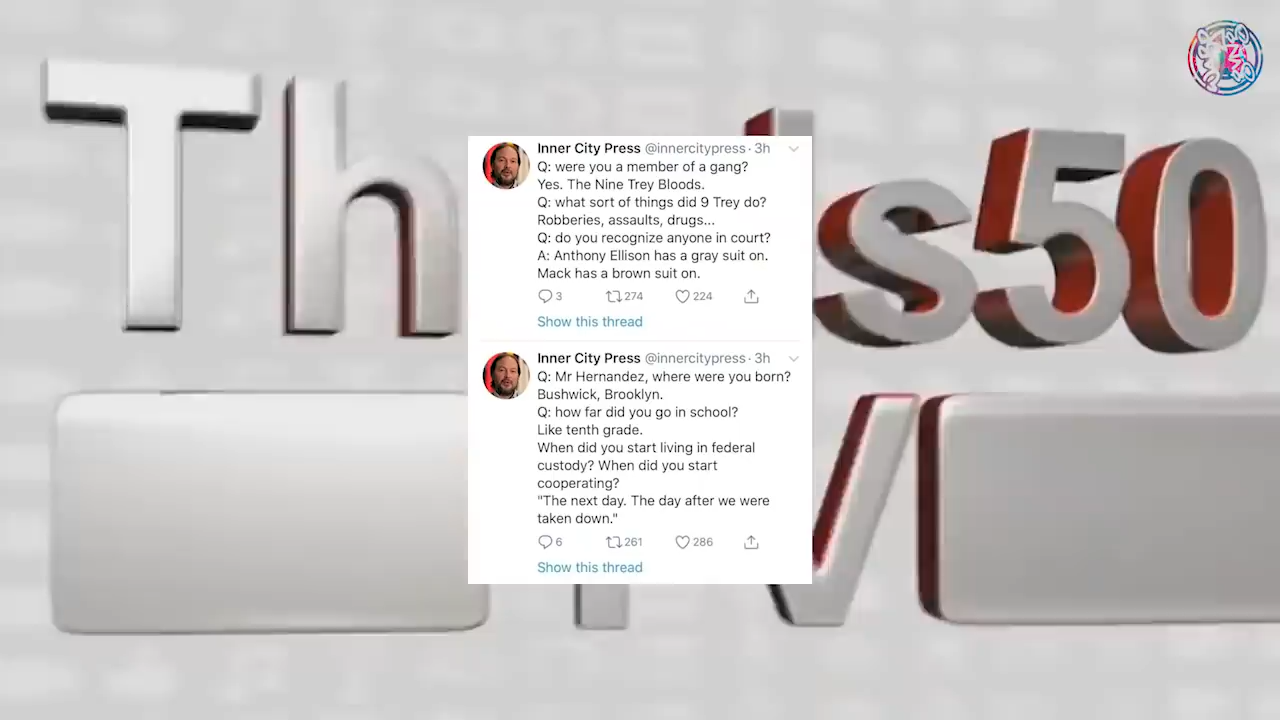 Th s50
V
Inner City Press @innercitypress · 3h
Q: were you a member of a gang?
Yes. The Nine Trey Bloods.
Q: what sort of things did 9 Trey do?
Robberies, assaults, drugs...
Q: do you recognize anyone in court?
A: Anthony Ellison has a gray suit on.
Mack has a brown suit on.
3 274 224
Show this thread
Inner City Press @innercitypress · 3h
Q: Mr Hernandez, where were you born?
Bushwick, Brooklyn.
Q: how far did you go in school?
Like tenth grade.
When did you start living in federal
custody? When did you start
cooperating?
"The next day. The day after we were
taken down."
6 261 286
Show this thread